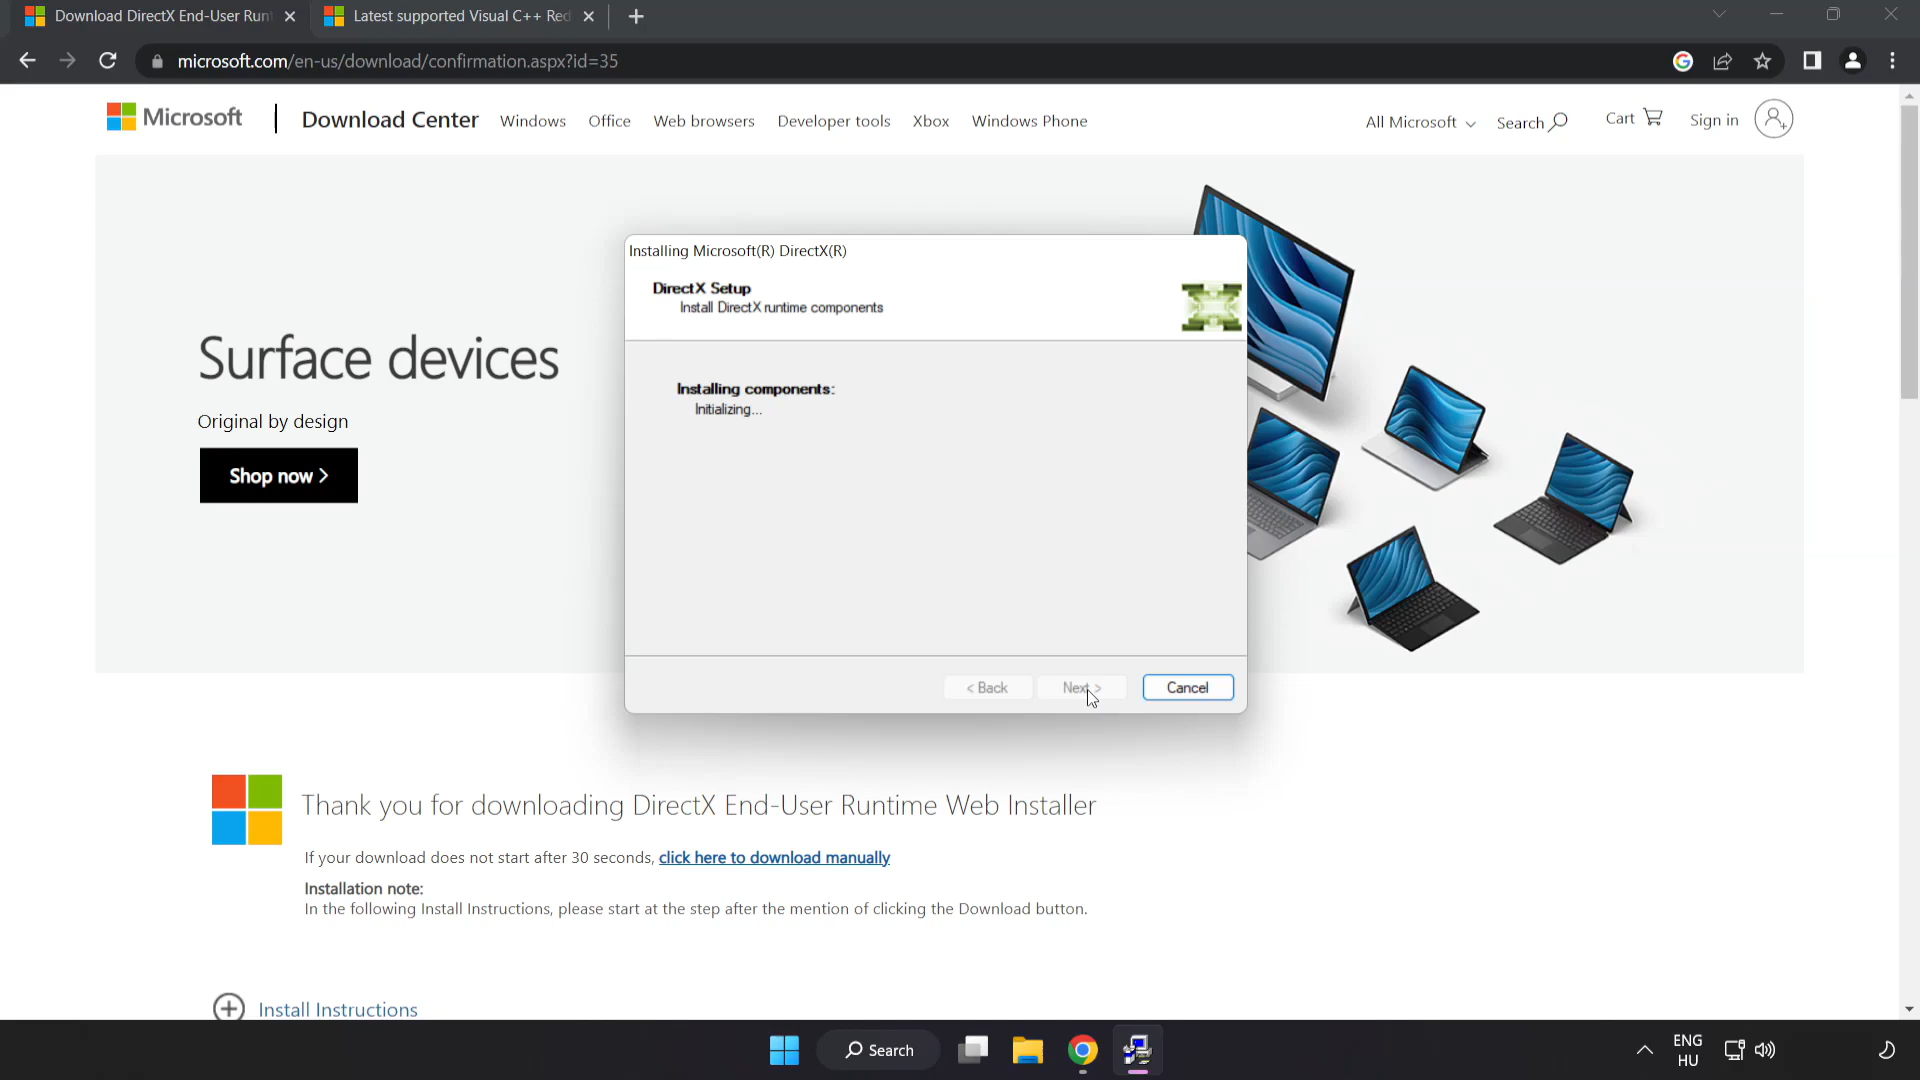 Download DirectX End-User Run
Latest supported Visual C++ Red
microsoft.com/en-us/download/confirmation.aspx?id=35
Microsoft
Download Center
Windows
Office
Web browsers
Developer tools
Xbox
Windows Phone
All Microsoft
Search
Cart
Sign in
Surface devices
Original by design
Shop now
Installing Microsoft(R) DirectX(R)
DirectX Setup
Install DirectX runtime components
Installing components:
Initializing...
< Back
Next >
Cancel
Thank you for downloading DirectX End-User Runtime Web Installer
If your download does not start after 30 seconds, click here to download manually
Installation note:
In the following Install Instructions, please start at the step after the mention of clicking the Download button.
Install Instructions
Search
ENG
HU